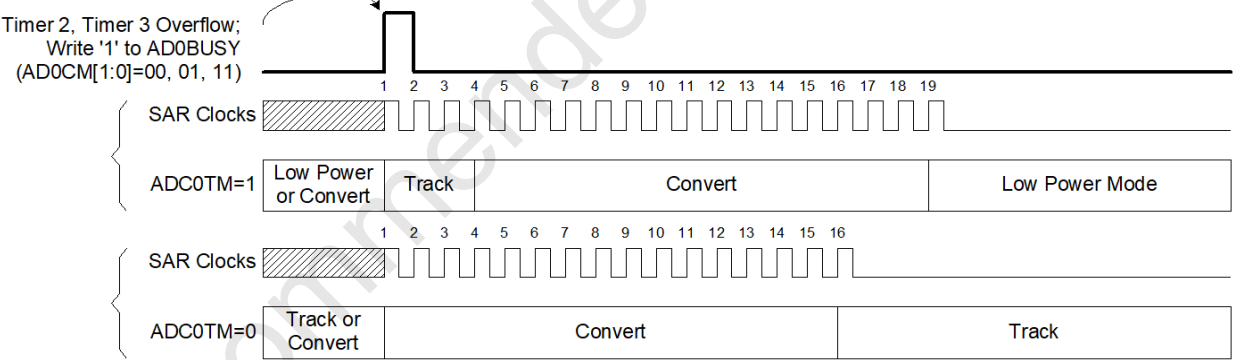 Timer 2, Timer 3 Overflow;
Write '1' to AD0BUSY
(AD0CM[1:0]=00, 01, 11)
1 2 3 4 5 6 7 8 9 10 11 12 13 14 15 16 17 18 19
SAR Clocks
ADC0TM=1
Low Power
or Convert
Track
Convert
Low Power Mode
1 2 3 4 5 6 7 8 9 10 11 12 13 14 15 16
SAR Clocks
ADC0TM=0
Track or
Convert
Convert
Track